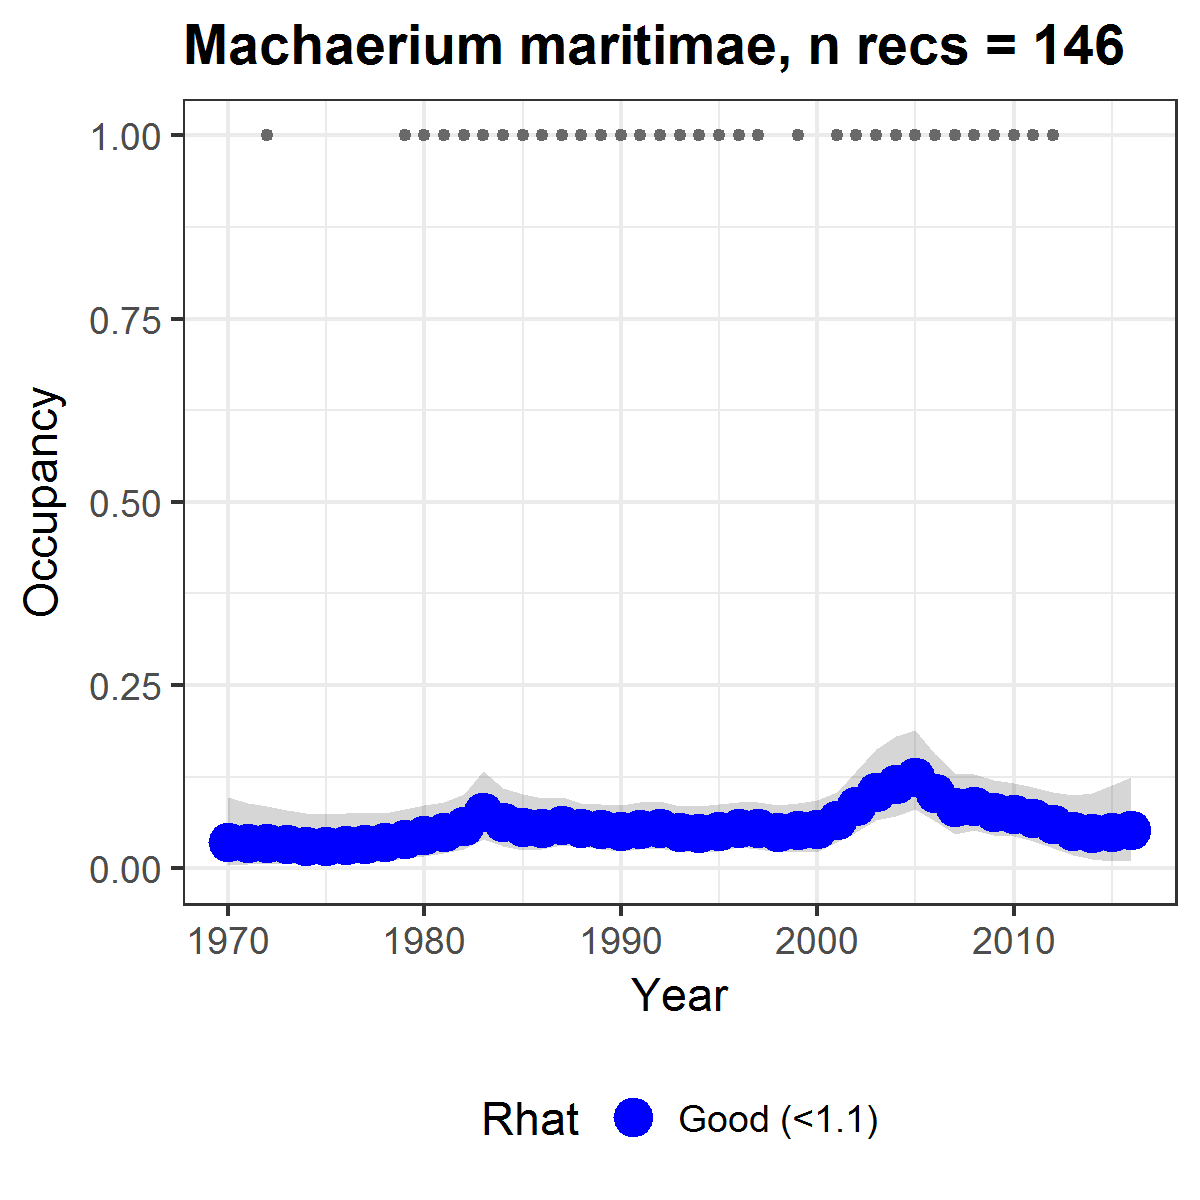 Machaerium maritimae, n recs = 146
1.00
0.75
0.50
0.25
0.00
Occupancy
1970 1980 1990 2000 2010
Year
Rhat Good (<1.1)